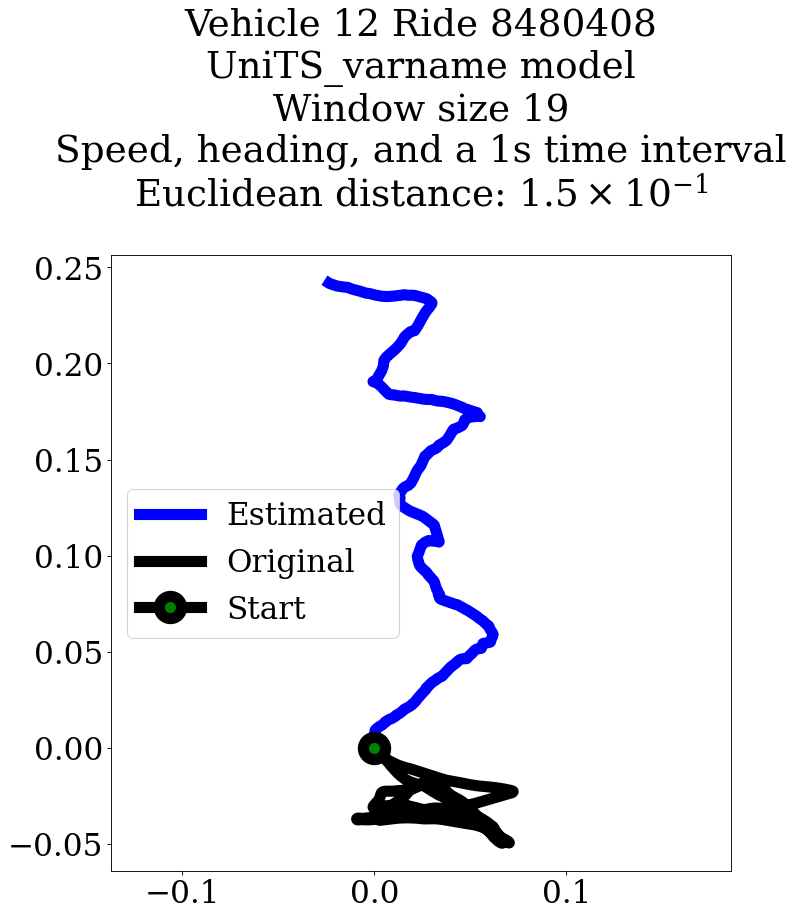 Vehicle 12 Ride 8480408
UniTS_varname model
Window size 19
Speed, heading, and a 1s time interval
Euclidean distance: 1.5 × 10⁻¹
0.25
0.20
0.15
0.10
0.05
0.00
−0.05
Estimated
Original
Start
−0.1
0.0
0.1